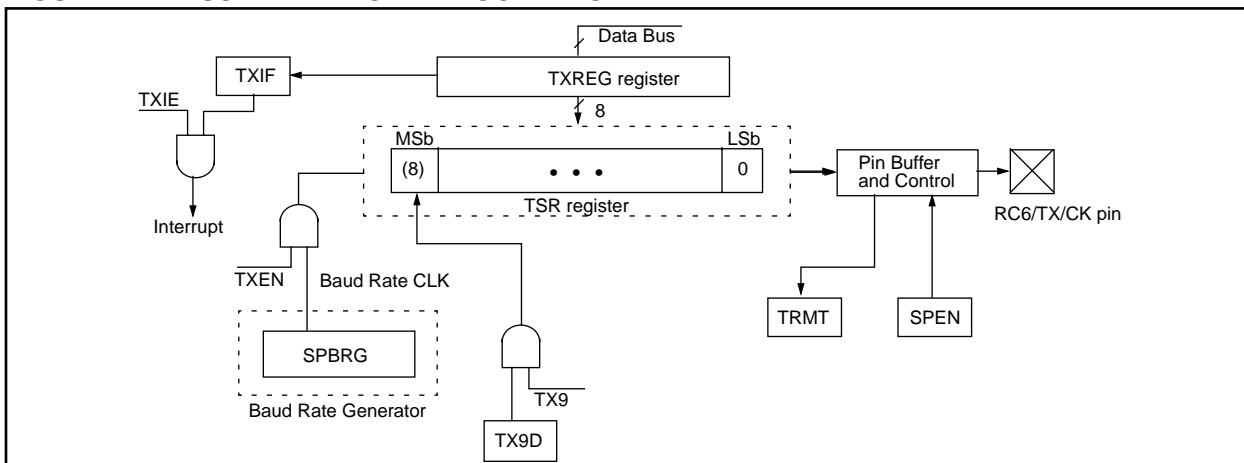 Data Bus
TXIF
TXREG register
TXIE
8
MSb
LSb
(8)
• • •
0
Pin Buffer
and Control
TSR register
RC6/TX/CK pin
Interrupt
TXEN
Baud Rate CLK
TRMT
SPEN
SPBRG
TX9
Baud Rate Generator
TX9D